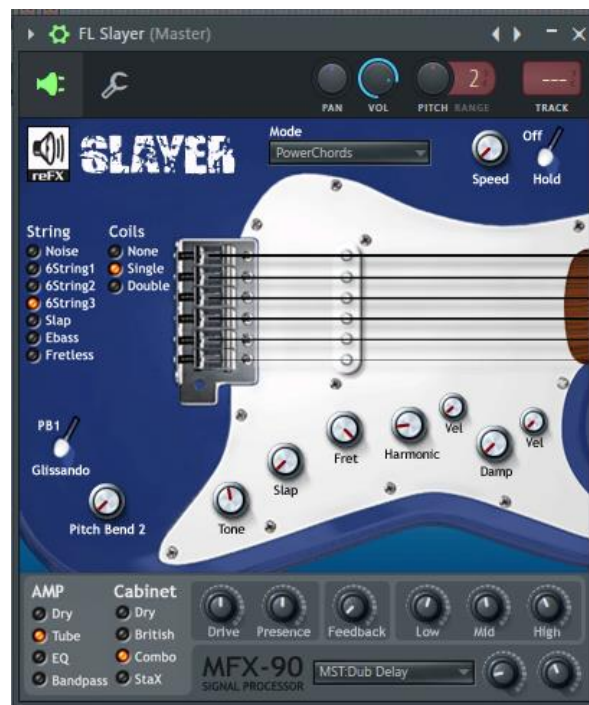 FL Slayer (Master)
2
---
PAN VOL PITCH RANGE TRACK
reFX
SLAYER
Mode
PowerChords
Speed
Off
Hold
String
Noise
6String1
6String2
6String3
Slap
Ebass
Fretless
Coils
None
Single
Double
PB1
Glissando
Pitch Bend 2
Tone
Slap
Fret
Harmonic
Vel
Damp
Vel
AMP
Dry
Tube
EQ
Bandpass
Cabinet
Dry
British
Combo
StaX
Drive Presence Feedback Low Mid High
MFX-90
SIGNAL PROCESSOR
MST:Dub Delay